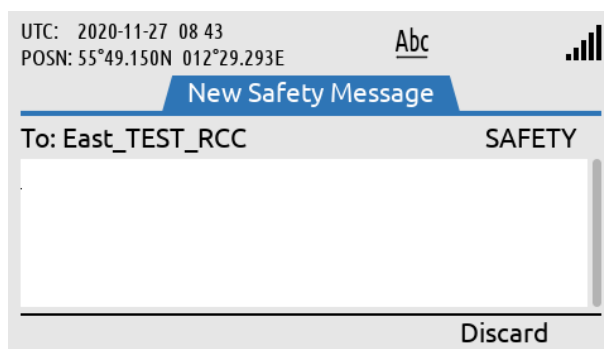 UTC: 2020-11-27 08 43
Abc
POSN: 55°49.150N 012°29.293E
New Safety Message
To: East_TEST_RCC SAFETY
Discard